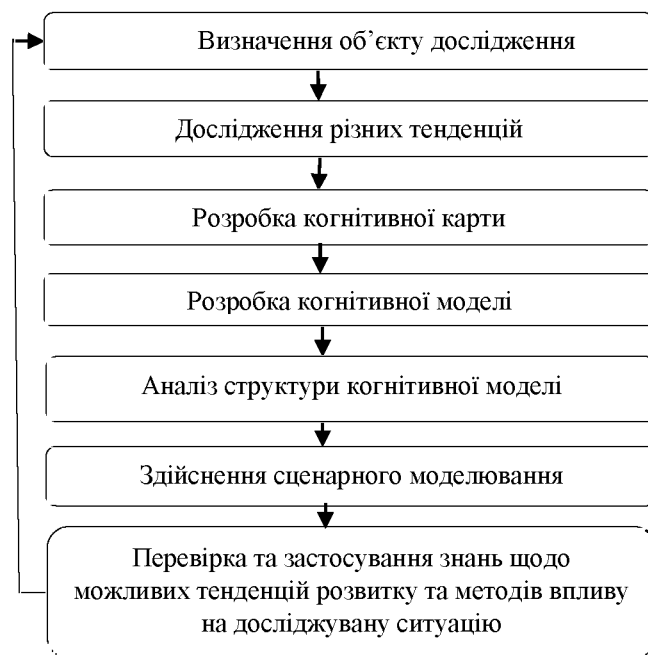 Визначення об’єкту дослідження
Дослідження різних тенденцій
Розробка когнітивної карти
Розробка когнітивної моделі
Аналіз структури когнітивної моделі
Здійснення сценарного моделювання
Перевірка та застосування знань щодо
можливих тенденцій розвитку та методів впливу
на досліджувану ситуацію